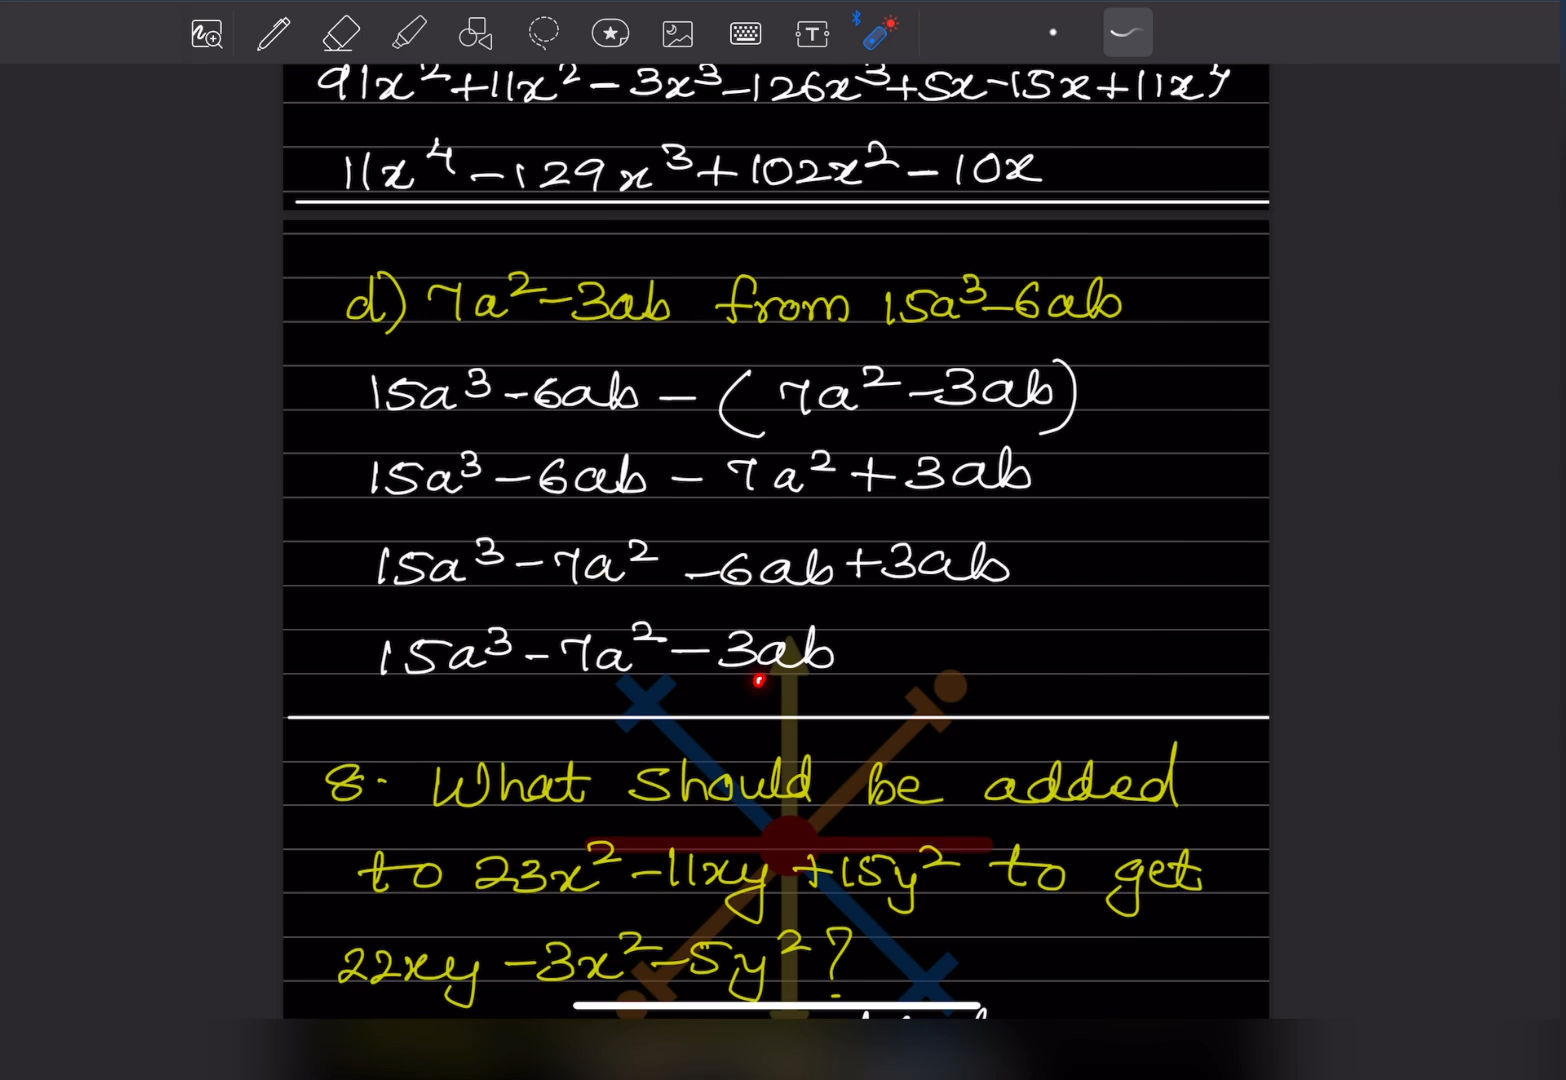 91x²+11x²-3x³-126x³+5x-15x+11x⁴
11x⁴-129x³+102x²-10x
d) 7a²-3ab from 15a³-6ab
15a³-6ab-(7a²-3ab)
15a³-6ab-7a²+3ab
15a³-7a²-6ab+3ab
15a³-7a²-3ab
8. What should be added
to 23x²-11xy+15y² to get
22xy-3x²-5y²?